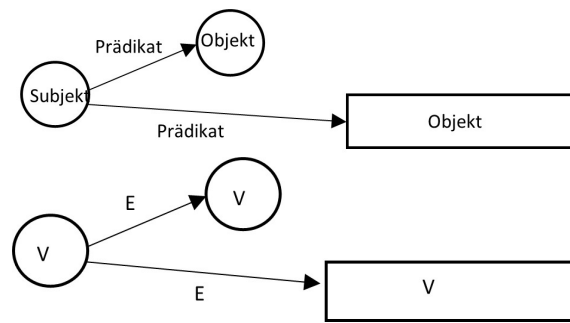 Prädikat
Objekt
Subjekt
Objekt
Prädikat
E
V
V
E
V